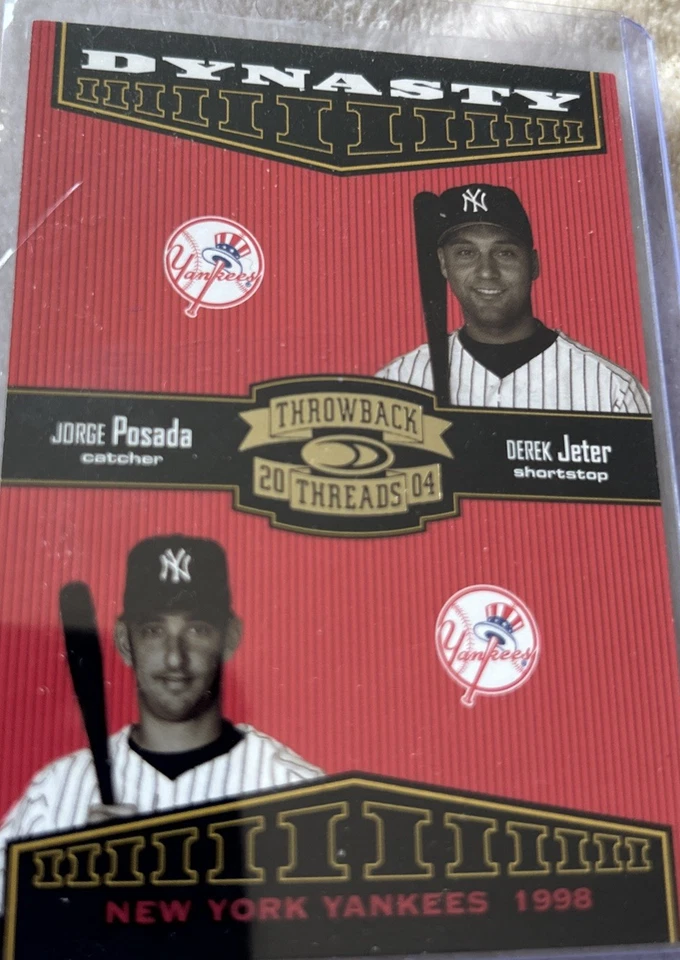 DYNASTY
NY
Yankees
JORGE Posada
catcher
THROWBACK
20 04
THREADS
DEREK Jeter
shortstop
NY
Yankees
NEW YORK YANKEES 1998